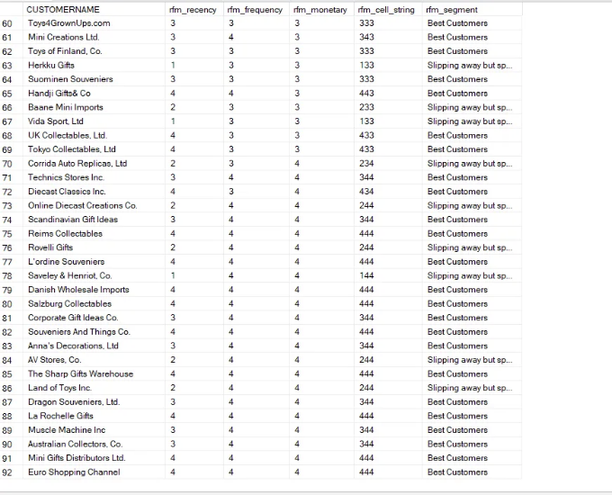 CUSTOMERNAME rfm_recency rfm_frequency rfm_monetary rfm_cell_string rfm_segment
60 Toys4GrownUps.com 3 3 3 333 Best Customers
61 Mini Creations Ltd. 3 4 3 343 Best Customers
62 Toys of Finland, Co. 3 3 3 333 Best Customers
63 Herkku Gifts 1 3 3 133 Slipping away but sp...
64 Suominen Souveniers 3 3 3 333 Best Customers
65 Handji Gifts& Co 4 4 3 443 Best Customers
66 Baane Mini Imports 2 3 3 233 Slipping away but sp...
67 Vida Sport, Ltd 1 3 3 133 Slipping away but sp...
68 UK Collectables, Ltd. 4 3 3 433 Best Customers
69 Tokyo Collectables, Ltd 4 3 3 433 Best Customers
70 Corrida Auto Replicas, Ltd 2 3 4 234 Slipping away but sp...
71 Technics Stores Inc. 3 4 4 344 Best Customers
72 Diecast Classics Inc. 4 3 4 434 Best Customers
73 Online Diecast Creations Co. 2 4 4 244 Slipping away but sp...
74 Scandinavian Gift Ideas 3 4 4 344 Best Customers
75 Reims Collectables 4 4 4 444 Best Customers
76 Rovelli Gifts 2 4 4 244 Slipping away but sp...
77 L'ordine Souveniers 4 4 4 444 Best Customers
78 Saveley & Henriot, Co. 1 4 4 144 Slipping away but sp...
79 Danish Wholesale Imports 4 4 4 444 Best Customers
80 Salzburg Collectables 4 4 4 444 Best Customers
81 Corporate Gift Ideas Co. 3 4 4 344 Best Customers
82 Souveniers And Things Co. 4 4 4 444 Best Customers
83 Anna's Decorations, Ltd 3 4 4 344 Best Customers
84 AV Stores, Co. 2 4 4 244 Slipping away but sp...
85 The Sharp Gifts Warehouse 4 4 4 444 Best Customers
86 Land of Toys Inc. 2 4 4 244 Slipping away but sp...
87 Dragon Souveniers, Ltd. 3 4 4 344 Best Customers
88 La Rochelle Gifts 4 4 4 444 Best Customers
89 Muscle Machine Inc 3 4 4 344 Best Customers
90 Australian Collectors, Co. 3 4 4 344 Best Customers
91 Mini Gifts Distributors Ltd. 4 4 4 444 Best Customers
92 Euro Shopping Channel 4 4 4 444 Best Customers